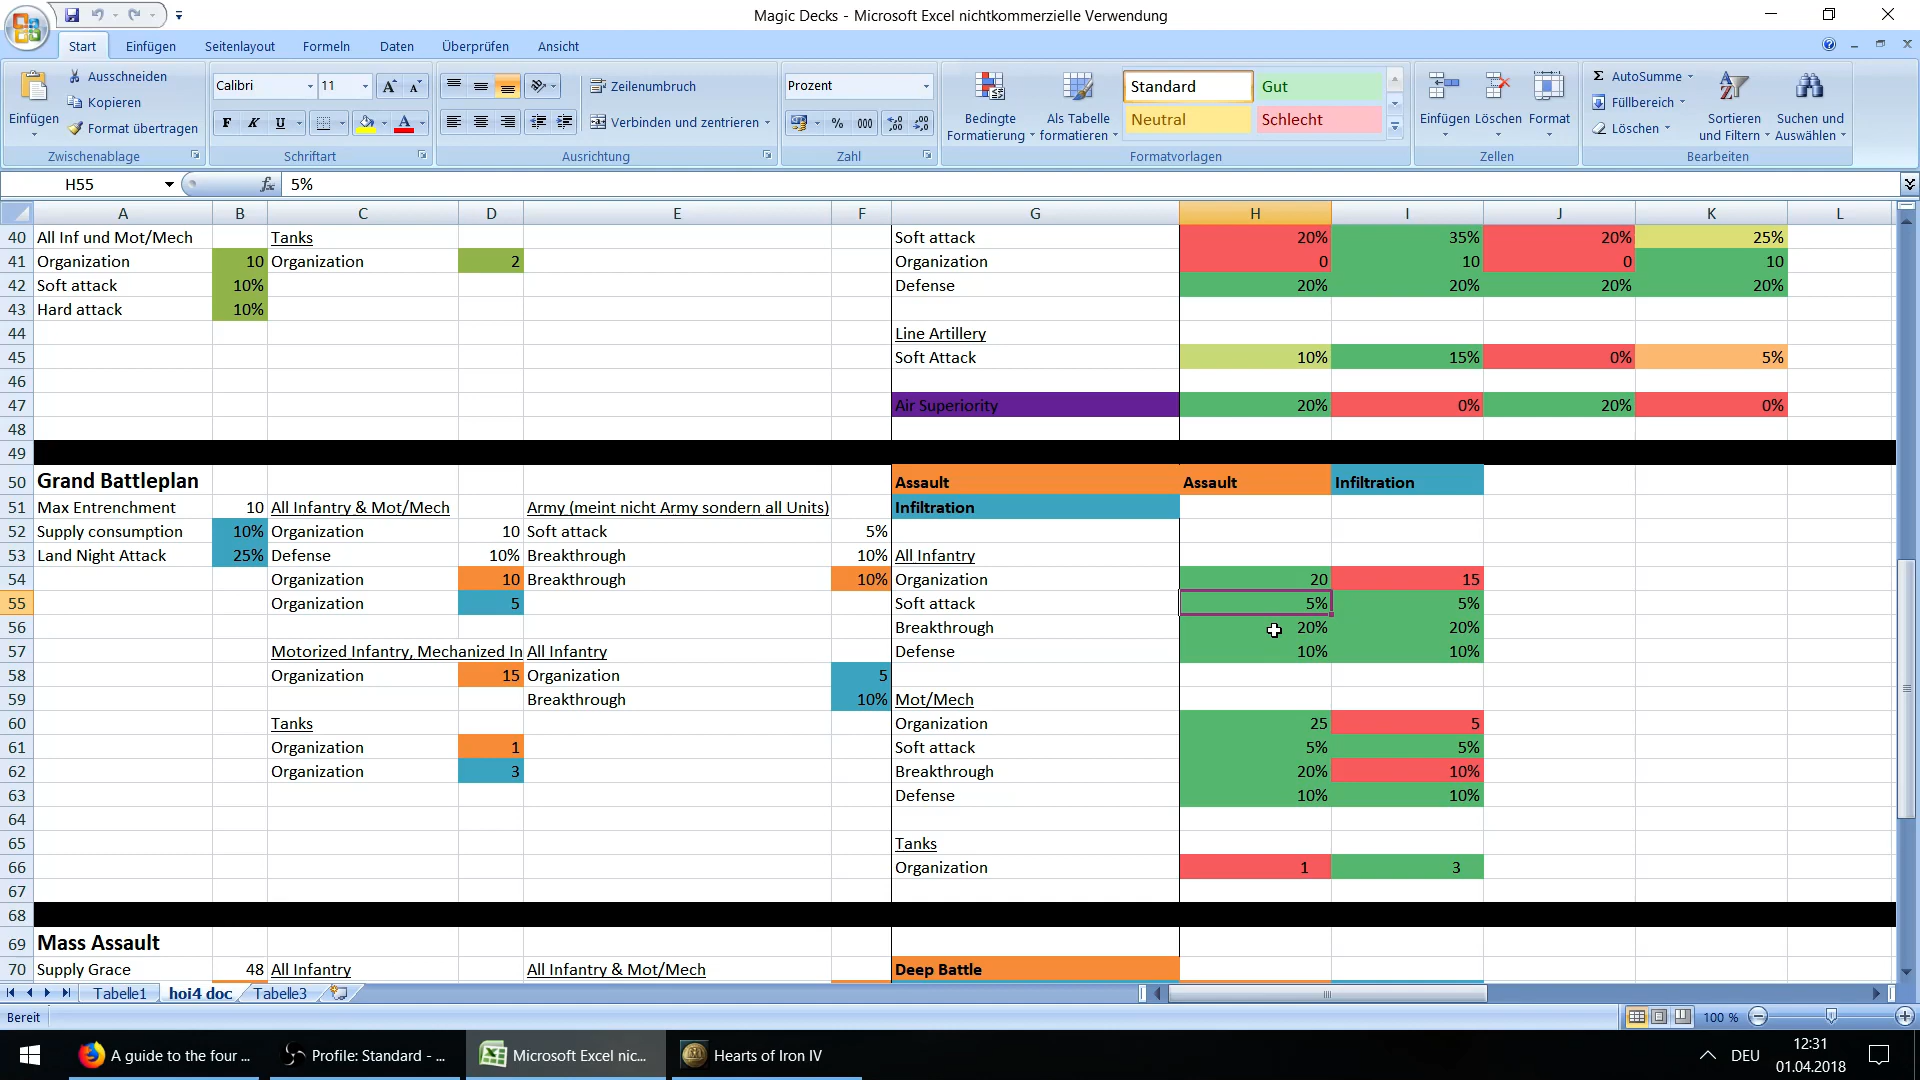 Magic Decks - Microsoft Excel nichtkommerzielle Verwendung
Start Einfügen Seitenlayout Formeln Daten Überprüfen Ansicht
Einfügen
Ausschneiden
Kopieren
Format übertragen
Zwischenablage
Calibri 11
F K U
Schriftart
Zeilenumbruch
Verbinden und zentrieren
Ausrichtung
Prozent
% 000
Zahl
Bedingte Formatierung
Als Tabelle formatieren
Standard Gut
Neutral Schlecht
Formatvorlagen
Einfügen Löschen Format
Zellen
AutoSumme
Füllbereich
Löschen
Sortieren und Filtern
Suchen und Auswählen
Bearbeiten
H55 fx 5%
A B C D E F G H I J K L
40 All Inf und Mot/Mech Tanks Soft attack 20% 35% 20% 25%
41 Organization 10 Organization 2 Organization 0 10 0 10
42 Soft attack 10% Defense 20% 20% 20% 20%
43 Hard attack 10%
44 Line Artillery
45 Soft Attack 10% 15% 0% 5%
46
47 Air Superiority 20% 0% 20% 0%
48
49
50 Grand Battleplan Assault Assault Infiltration
51 Max Entrenchment 10 All Infantry & Mot/Mech Army (meint nicht Army sondern all Units) Infiltration
52 Supply consumption 10% Organization 10 Soft attack 5%
53 Land Night Attack 25% Defense 10% Breakthrough 10% All Infantry
54 Organization 10 Breakthrough 10% Organization 20 15
55 Organization 5 Soft attack 5% 5%
56 Breakthrough 20% 20%
57 Motorized Infantry, Mechanized In All Infantry Defense 10% 10%
58 Organization 15 Organization 5
59 Breakthrough 10% Mot/Mech
60 Tanks Organization 25 5
61 Organization 1 Soft attack 5% 5%
62 Organization 3 Breakthrough 20% 10%
63 Defense 10% 10%
64
65 Tanks
66 Organization 1 3
67
68
69 Mass Assault
70 Supply Grace 48 All Infantry All Infantry & Mot/Mech Deep Battle
Tabelle1 hoi4 doc Tabelle3
Bereit 100 %
A guide to the four ... Profile: Standard - ... Microsoft Excel nic... Hearts of Iron IV DEU 12:31
01.04.2018